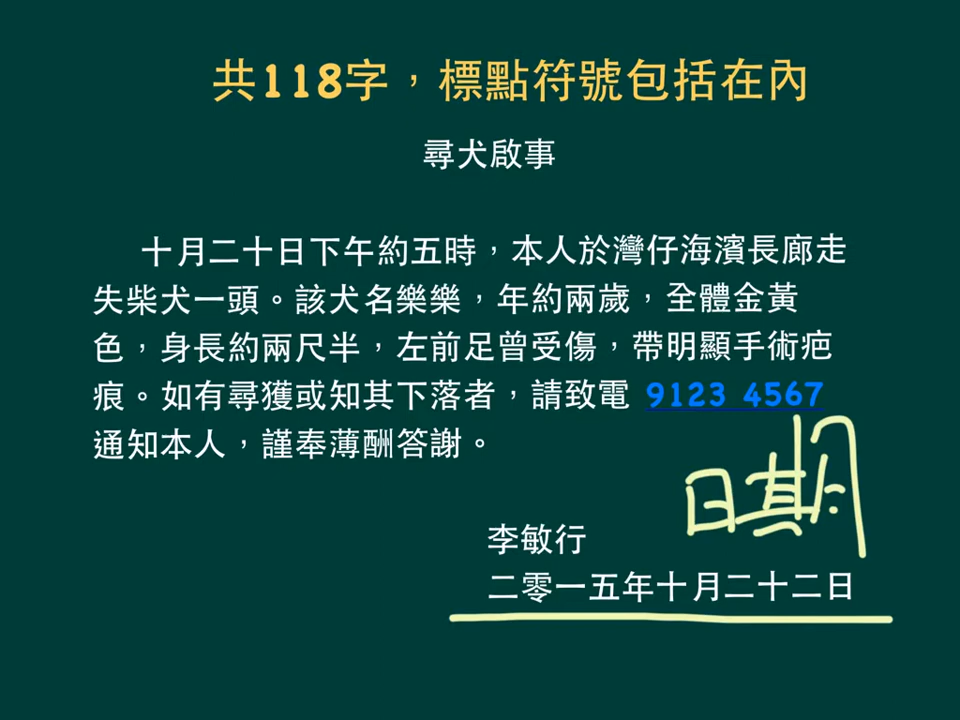 共118字，標點符號包括在內
尋犬啟事
十月二十日下午約五時，本人於灣仔海濱長廊走
失柴犬一頭。該犬名樂樂，年約兩歲，全體金黃
色，身長約兩尺半，左前足曾受傷，帶明顯手術疤
痕。如有尋獲或知其下落者，請致電 9123 4567
通知本人，謹奉薄酬答謝。
日期
李敏行
二零一五年十月二十二日